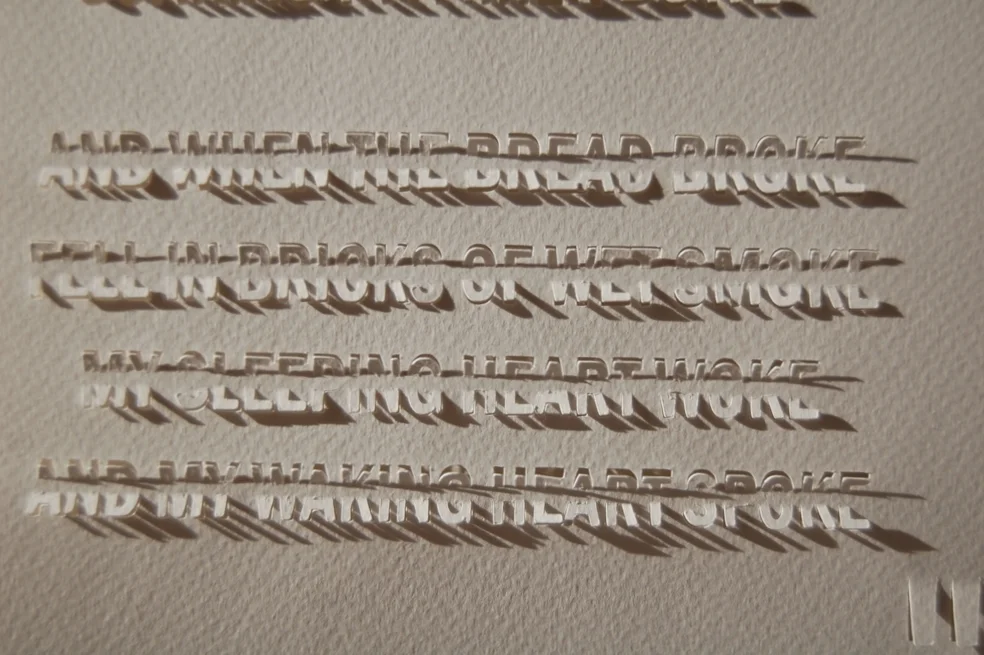 AND WHEN THE BREAD BROKE
FELL IN BRICKS OF WET SMOKE
MY SLEEPING HEART WOKE
AND MY WAKING HEART SPOKE